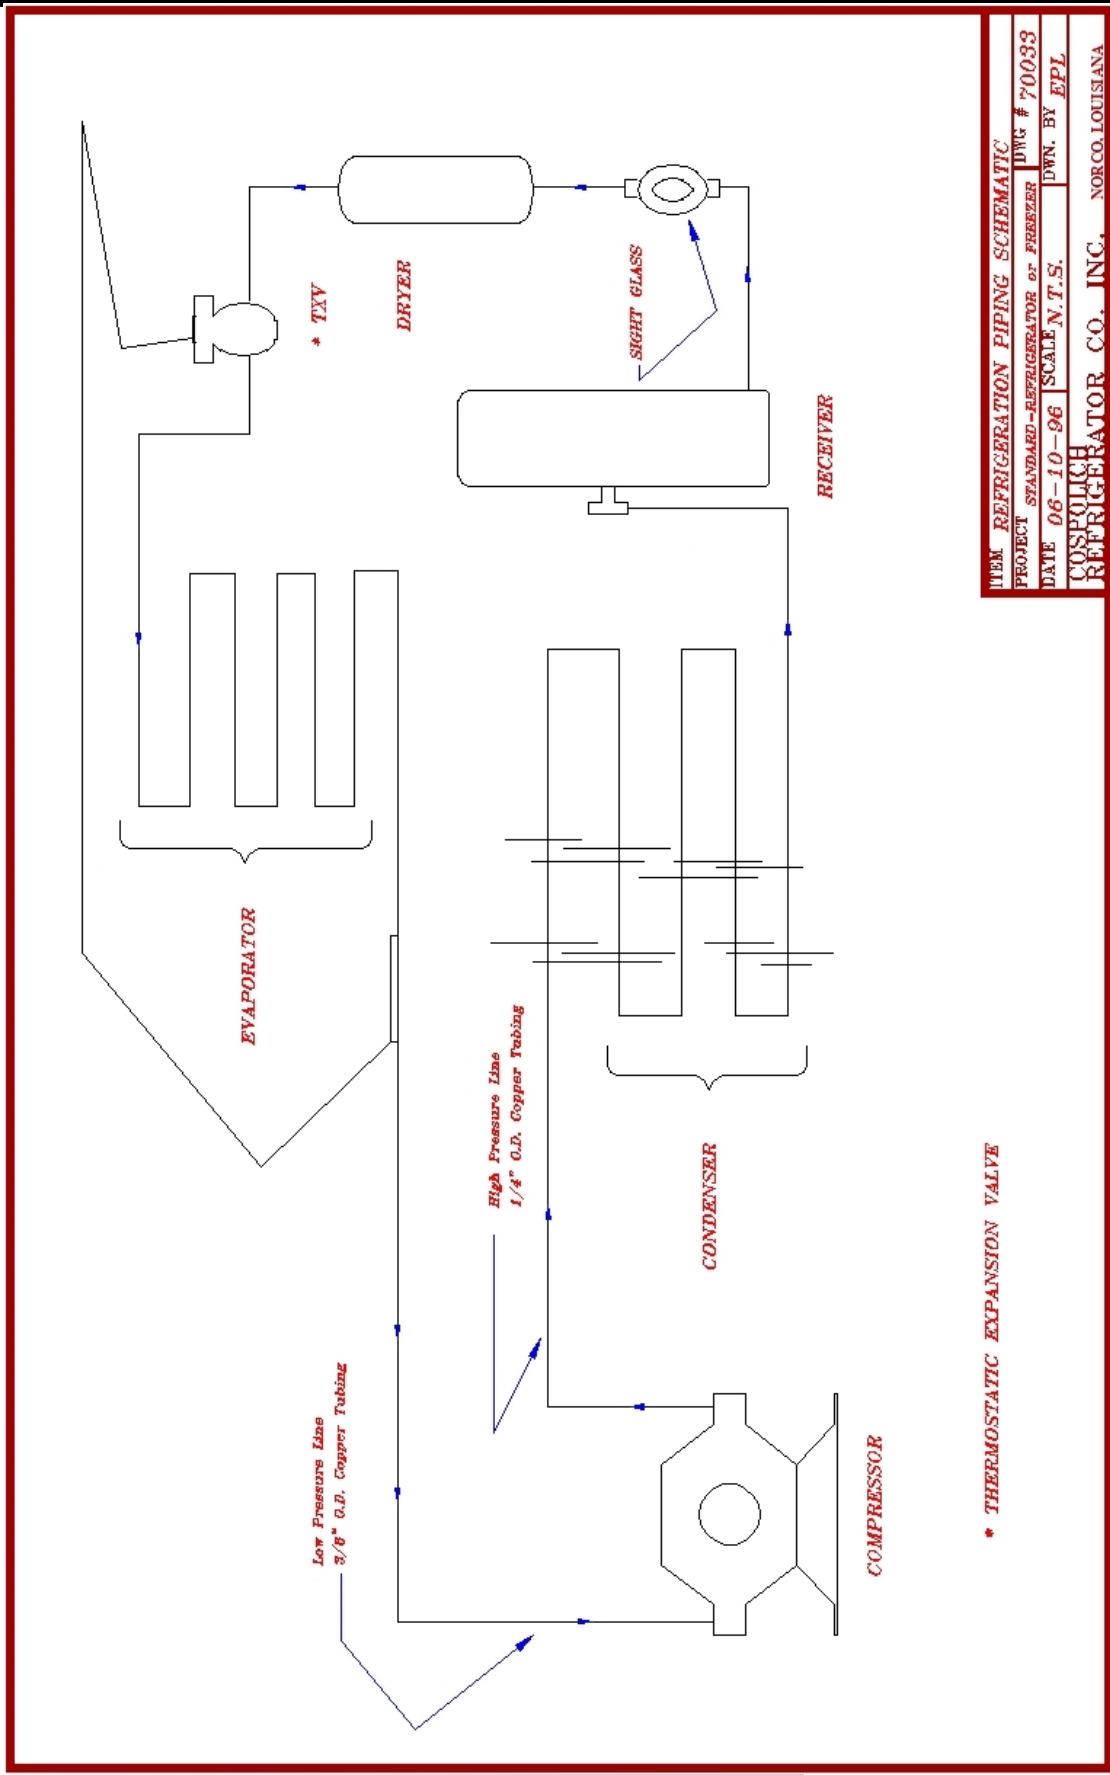 * TXV
DRYER
SIGHT GLASS
RECEIVER
EVAPORATOR
High Pressure Line
1/4" O.D. Copper Tubing
CONDENSER
Low Pressure Line
3/8" O.D. Copper Tubing
COMPRESSOR
* THERMOSTATIC EXPANSION VALVE
ITEM REFRIGERATION PIPING SCHEMATIC
PROJECT STANDARD-REFRIGERATOR or FREEZER DWG # 70033
DATE 06-10-96 SCALE N.T.S. DWN. BY EPL
COSPOLICH
REFRIGERATOR CO. INC. NORCO, LOUISIANA